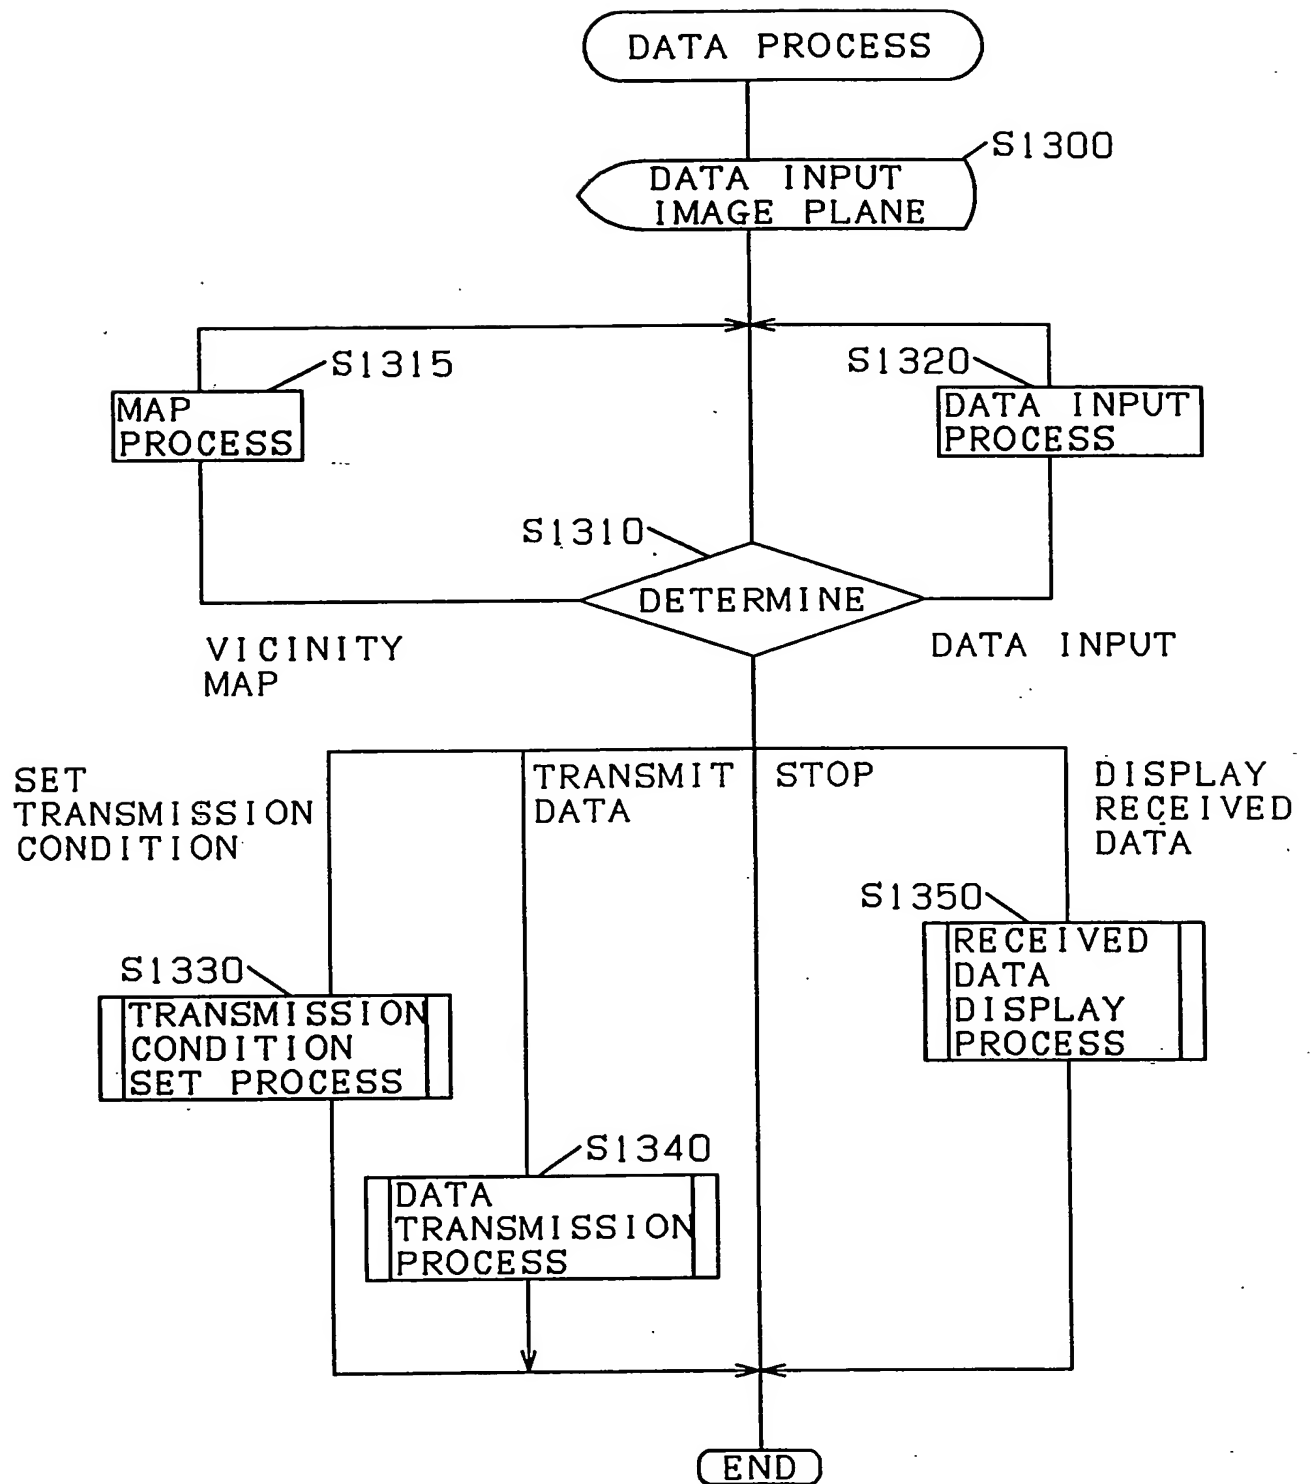 DATA PROCESS
S1300
DATA INPUT
IMAGE PLANE
S1315
MAP
PROCESS
S1320
DATA INPUT
PROCESS
S1310
DETERMINE
VICINITY
MAP
DATA INPUT
SET
TRANSMISSION
CONDITION
TRANSMIT
DATA
STOP
DISPLAY
RECEIVED
DATA
S1330
TRANSMISSION
CONDITION
SET PROCESS
S1340
DATA
TRANSMISSION
PROCESS
S1350
RECEIVED
DATA
DISPLAY
PROCESS
END